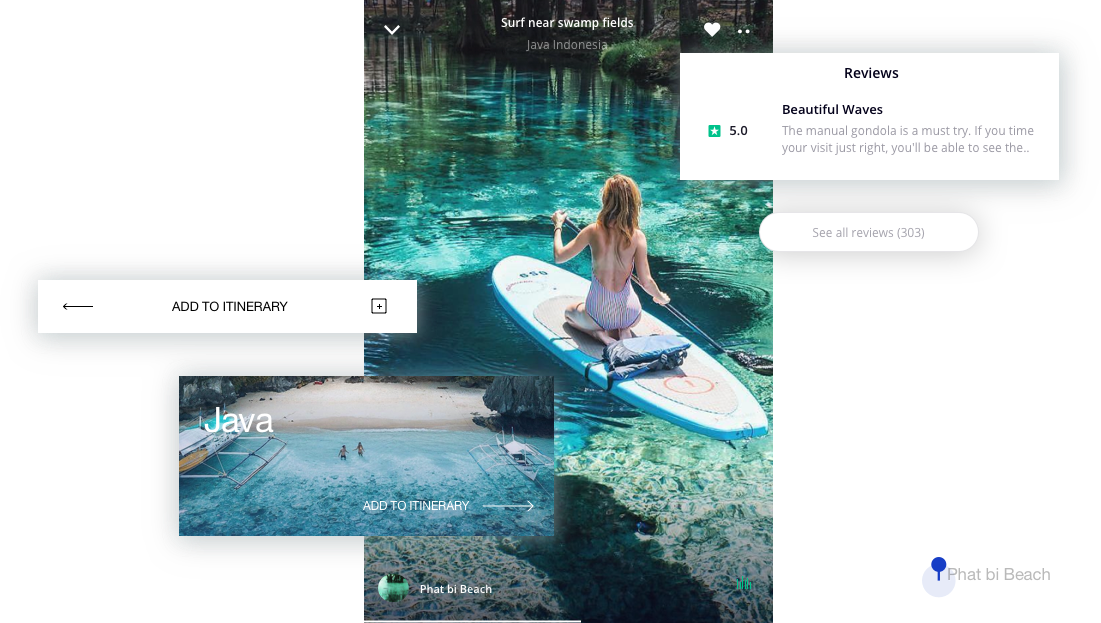 Surf near swamp fields
Java Indonesia
Reviews
Beautiful Waves
5.0
The manual gondola is a must try. If you time
your visit just right, you'll be able to see the..
See all reviews (303)
ADD TO ITINERARY
Java
ADD TO ITINERARY
Phat bi Beach
Phat bi Beach